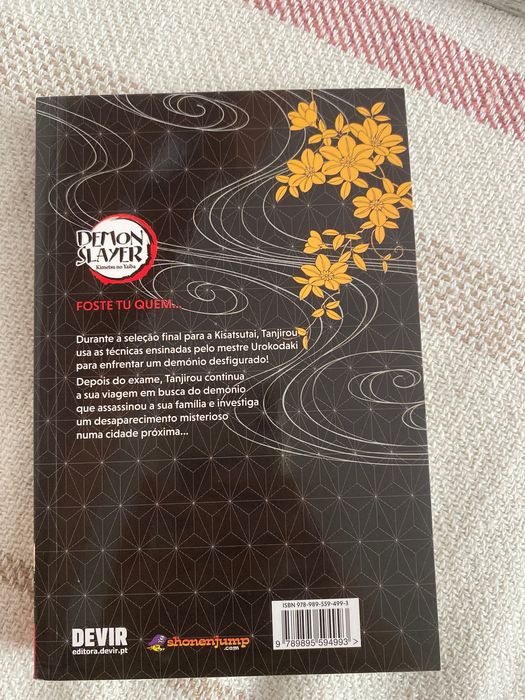 DEMON
SLAYER
Kimetsu no Yaiba
FOSTE TU QUEM...
Durante a seleção final para a Kisatsutai, Tanjirou
usa as técnicas ensinadas pelo mestre Urokodaki
para enfrentar um demónio desfigurado!
Depois do exame, Tanjirou continua
a sua viagem em busca do demónio
que assassinou a sua família e investiga
um desaparecimento misterioso
numa cidade próxima...
ISBN 978-989-559-499-3
9 789895 594993 >
DEVIR
editora.devir.pt
shonenjump
.com